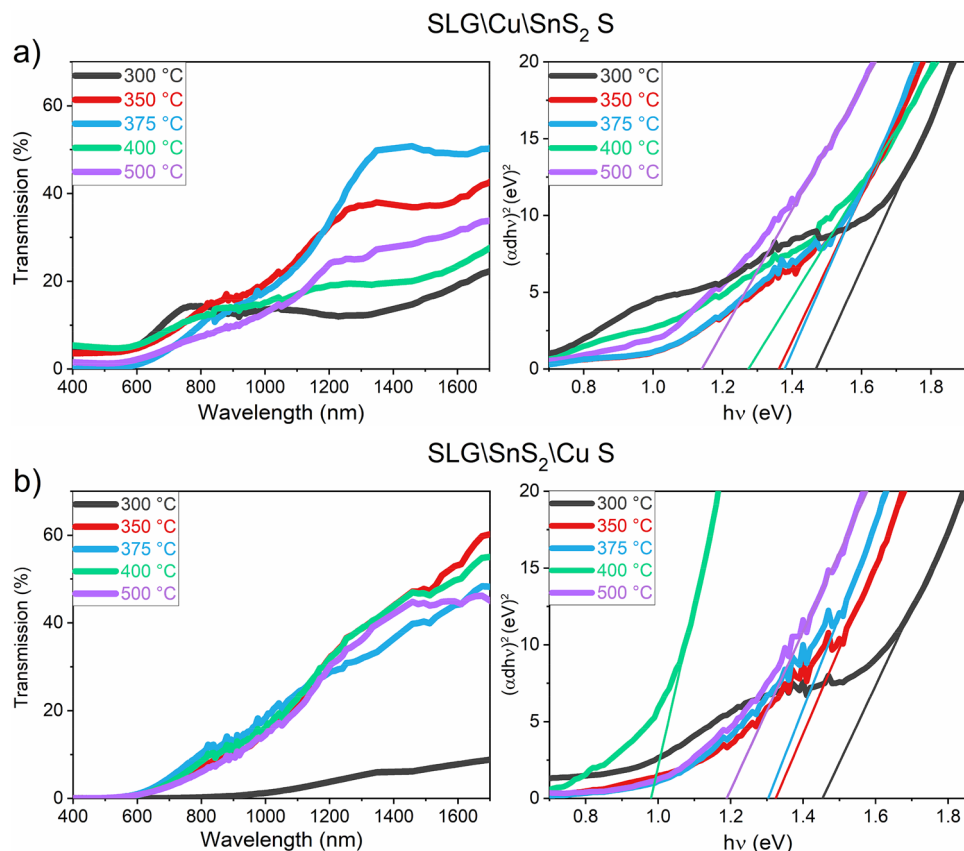 SLG\Cu\SnS₂ S
a)
Transmission (%)
60
40
20
0
300 °C
350 °C
375 °C
400 °C
500 °C
400 600 800 1000 1200 1400 1600
Wavelength (nm)
(αdhν)² (eV)²
20
15
10
5
0
300 °C
350 °C
375 °C
400 °C
500 °C
0.8 1.0 1.2 1.4 1.6 1.8
hν (eV)
SLG\SnS₂\Cu S
b)
Transmission (%)
60
40
20
0
300 °C
350 °C
375 °C
400 °C
500 °C
400 600 800 1000 1200 1400 1600
Wavelength (nm)
(αdhν)² (eV)²
20
15
10
5
0
300 °C
350 °C
375 °C
400 °C
500 °C
0.8 1.0 1.2 1.4 1.6 1.8
hν (eV)